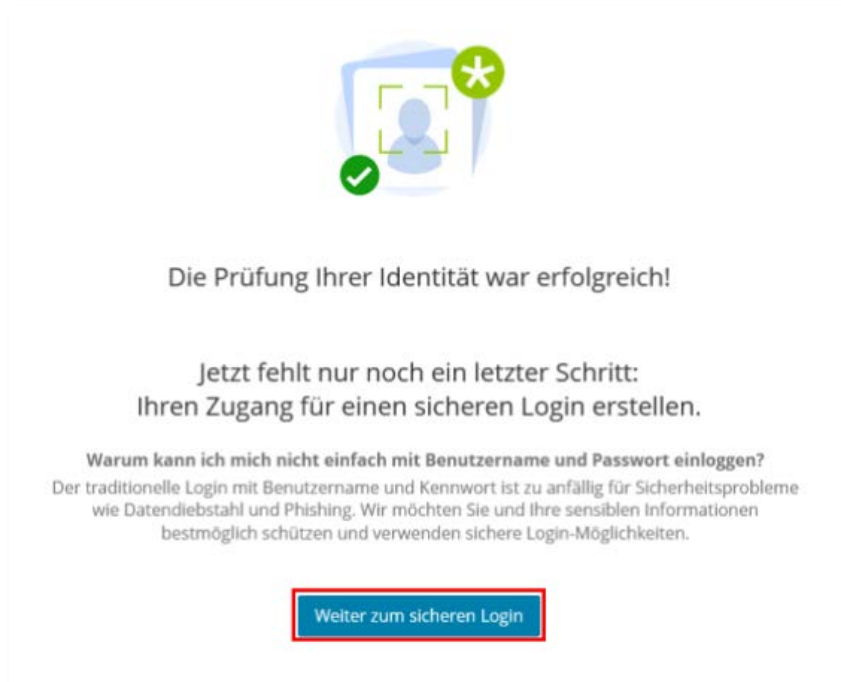 Die Prüfung Ihrer Identität war erfolgreich!
Jetzt fehlt nur noch ein letzter Schritt:
Ihren Zugang für einen sicheren Login erstellen.
Warum kann ich mich nicht einfach mit Benutzername und Passwort einloggen?
Der traditionelle Login mit Benutzername und Kennwort ist zu anfällig für Sicherheitsprobleme
wie Datendiebstahl und Phishing. Wir möchten Sie und Ihre sensiblen Informationen
bestmöglich schützen und verwenden sichere Login-Möglichkeiten.
Weiter zum sicheren Login